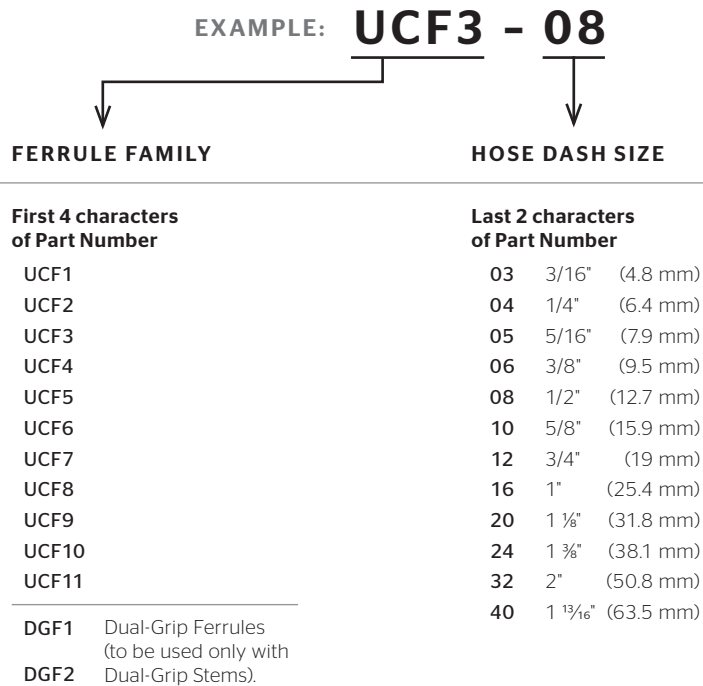 EXAMPLE: UCF3 - 08
FERRULE FAMILY
HOSE DASH SIZE
First 4 characters
of Part Number
UCF1
UCF2
UCF3
UCF4
UCF5
UCF6
UCF7
UCF8
UCF9
UCF10
UCF11
DGF1 Dual-Grip Ferrules
(to be used only with
DGF2 Dual-Grip Stems).
Last 2 characters
of Part Number
03 3/16" (4.8 mm)
04 1/4" (6.4 mm)
05 5/16" (7.9 mm)
06 3/8" (9.5 mm)
08 1/2" (12.7 mm)
10 5/8" (15.9 mm)
12 3/4" (19 mm)
16 1" (25.4 mm)
20 1 ⅛" (31.8 mm)
24 1 ⅜" (38.1 mm)
32 2" (50.8 mm)
40 1 ¹³⁄₁₆" (63.5 mm)